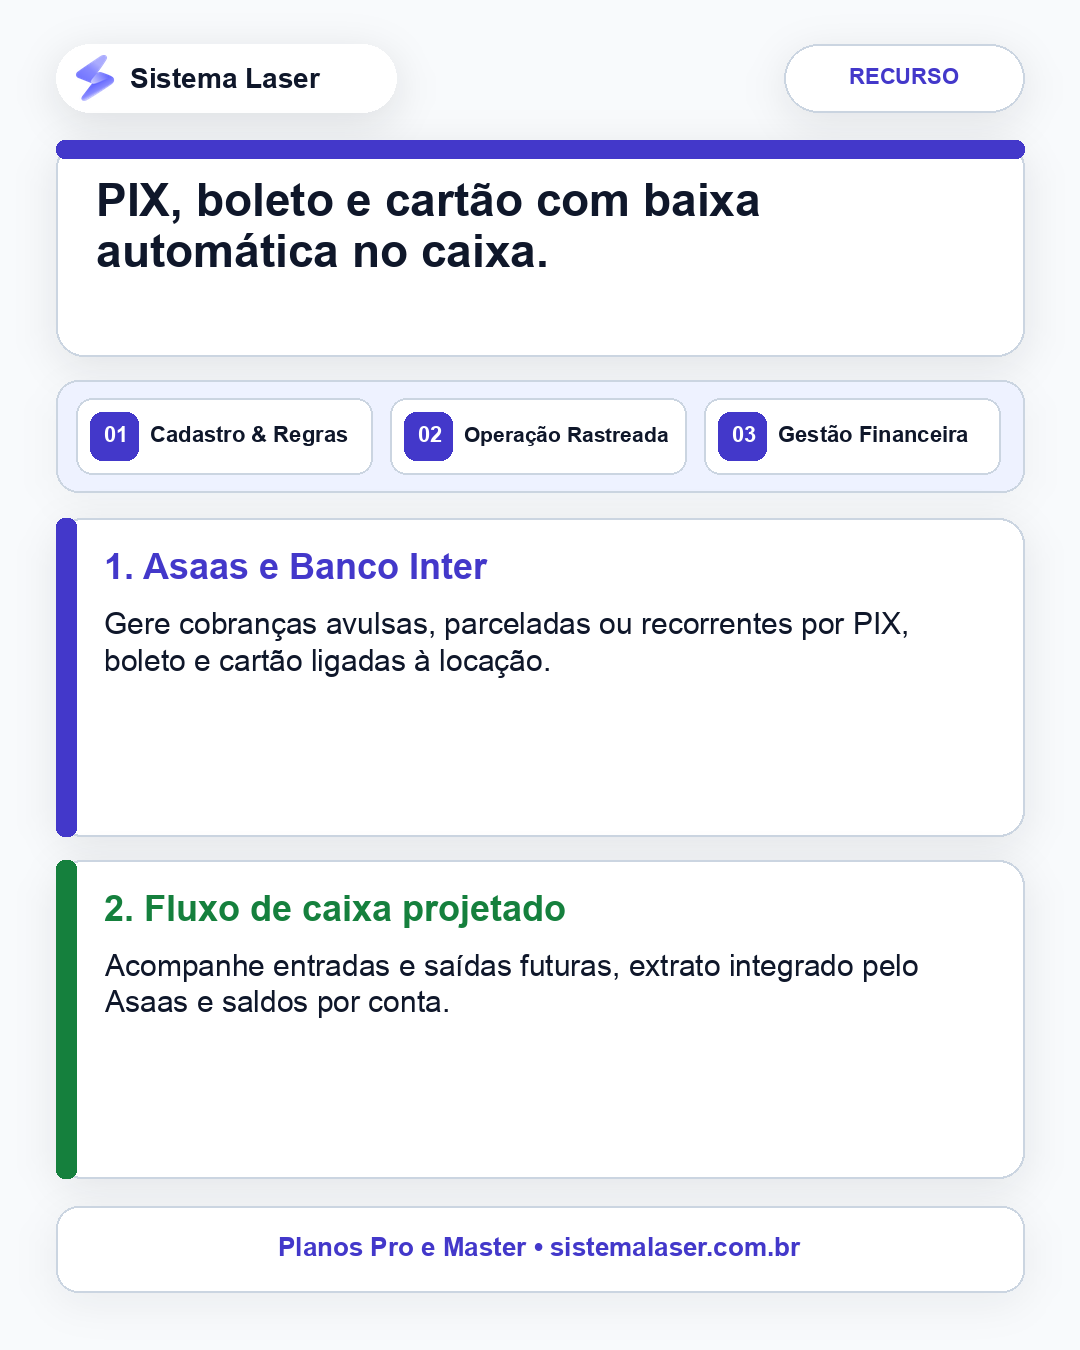 Sistema Laser
RECURSO
PIX, boleto e cartão com baixa
automática no caixa.
01 Cadastro & Regras
02 Operação Rastreada
03 Gestão Financeira
1. Asaas e Banco Inter
Gere cobranças avulsas, parceladas ou recorrentes por PIX,
boleto e cartão ligadas à locação.
2. Fluxo de caixa projetado
Acompanhe entradas e saídas futuras, extrato integrado pelo
Asaas e saldos por conta.
Planos Pro e Master • sistemalaser.com.br